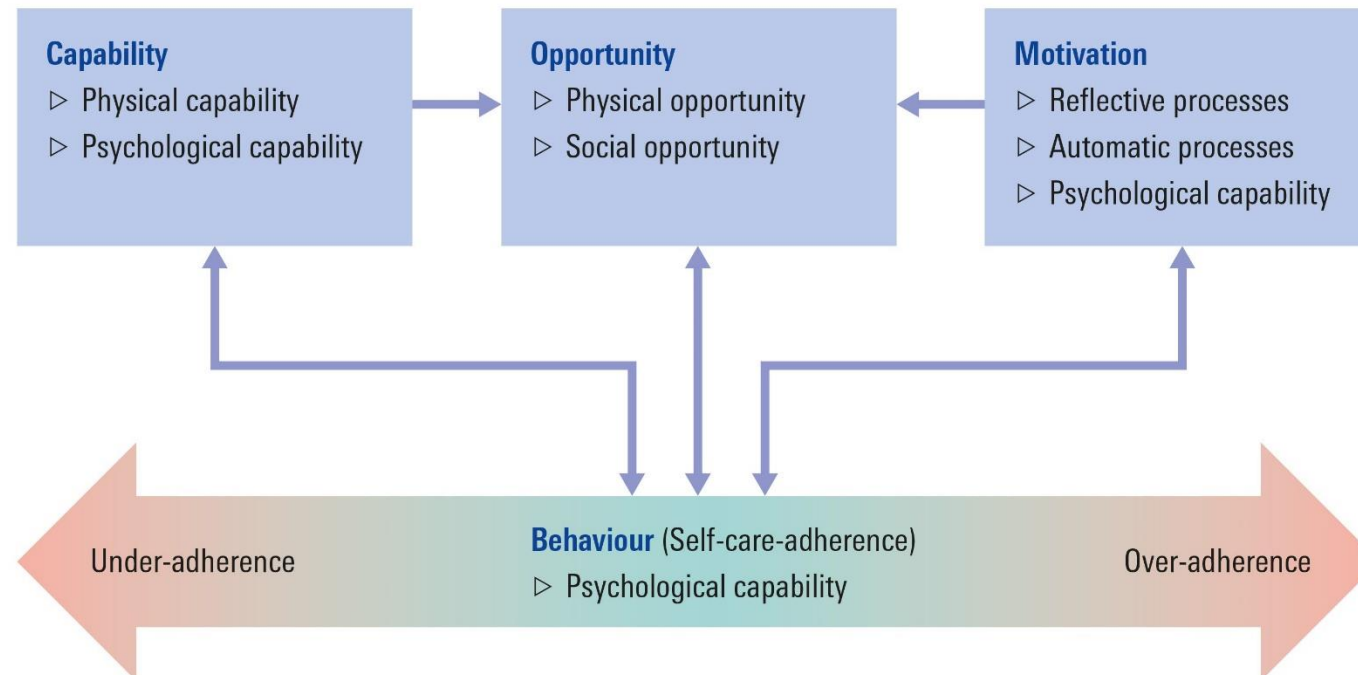 Capability
▷ Physical capability
▷ Psychological capability
Opportunity
▷ Physical opportunity
▷ Social opportunity
Motivation
▷ Reflective processes
▷ Automatic processes
▷ Psychological capability
Under-adherence
Behaviour (Self-care-adherence)
▷ Psychological capability
Over-adherence